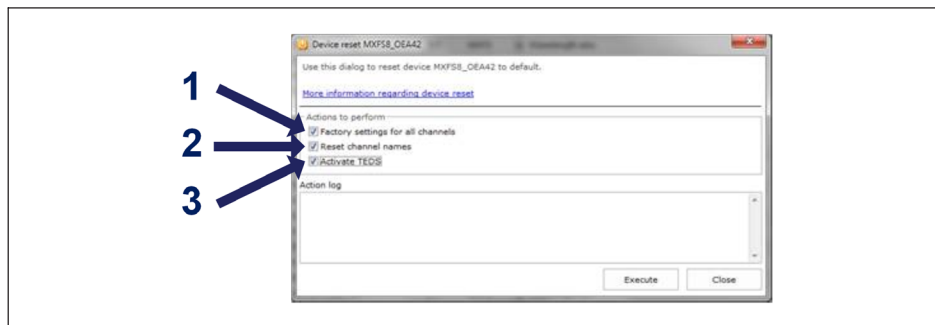 Device reset MXFS8_OEA42
Use this dialog to reset device MXFS8_OEA42 to default.
More information regarding device reset
Actions to perform
1
Factory settings for all channels
2
Reset channel names
3
Activate TEDS
Action log
Execute
Close